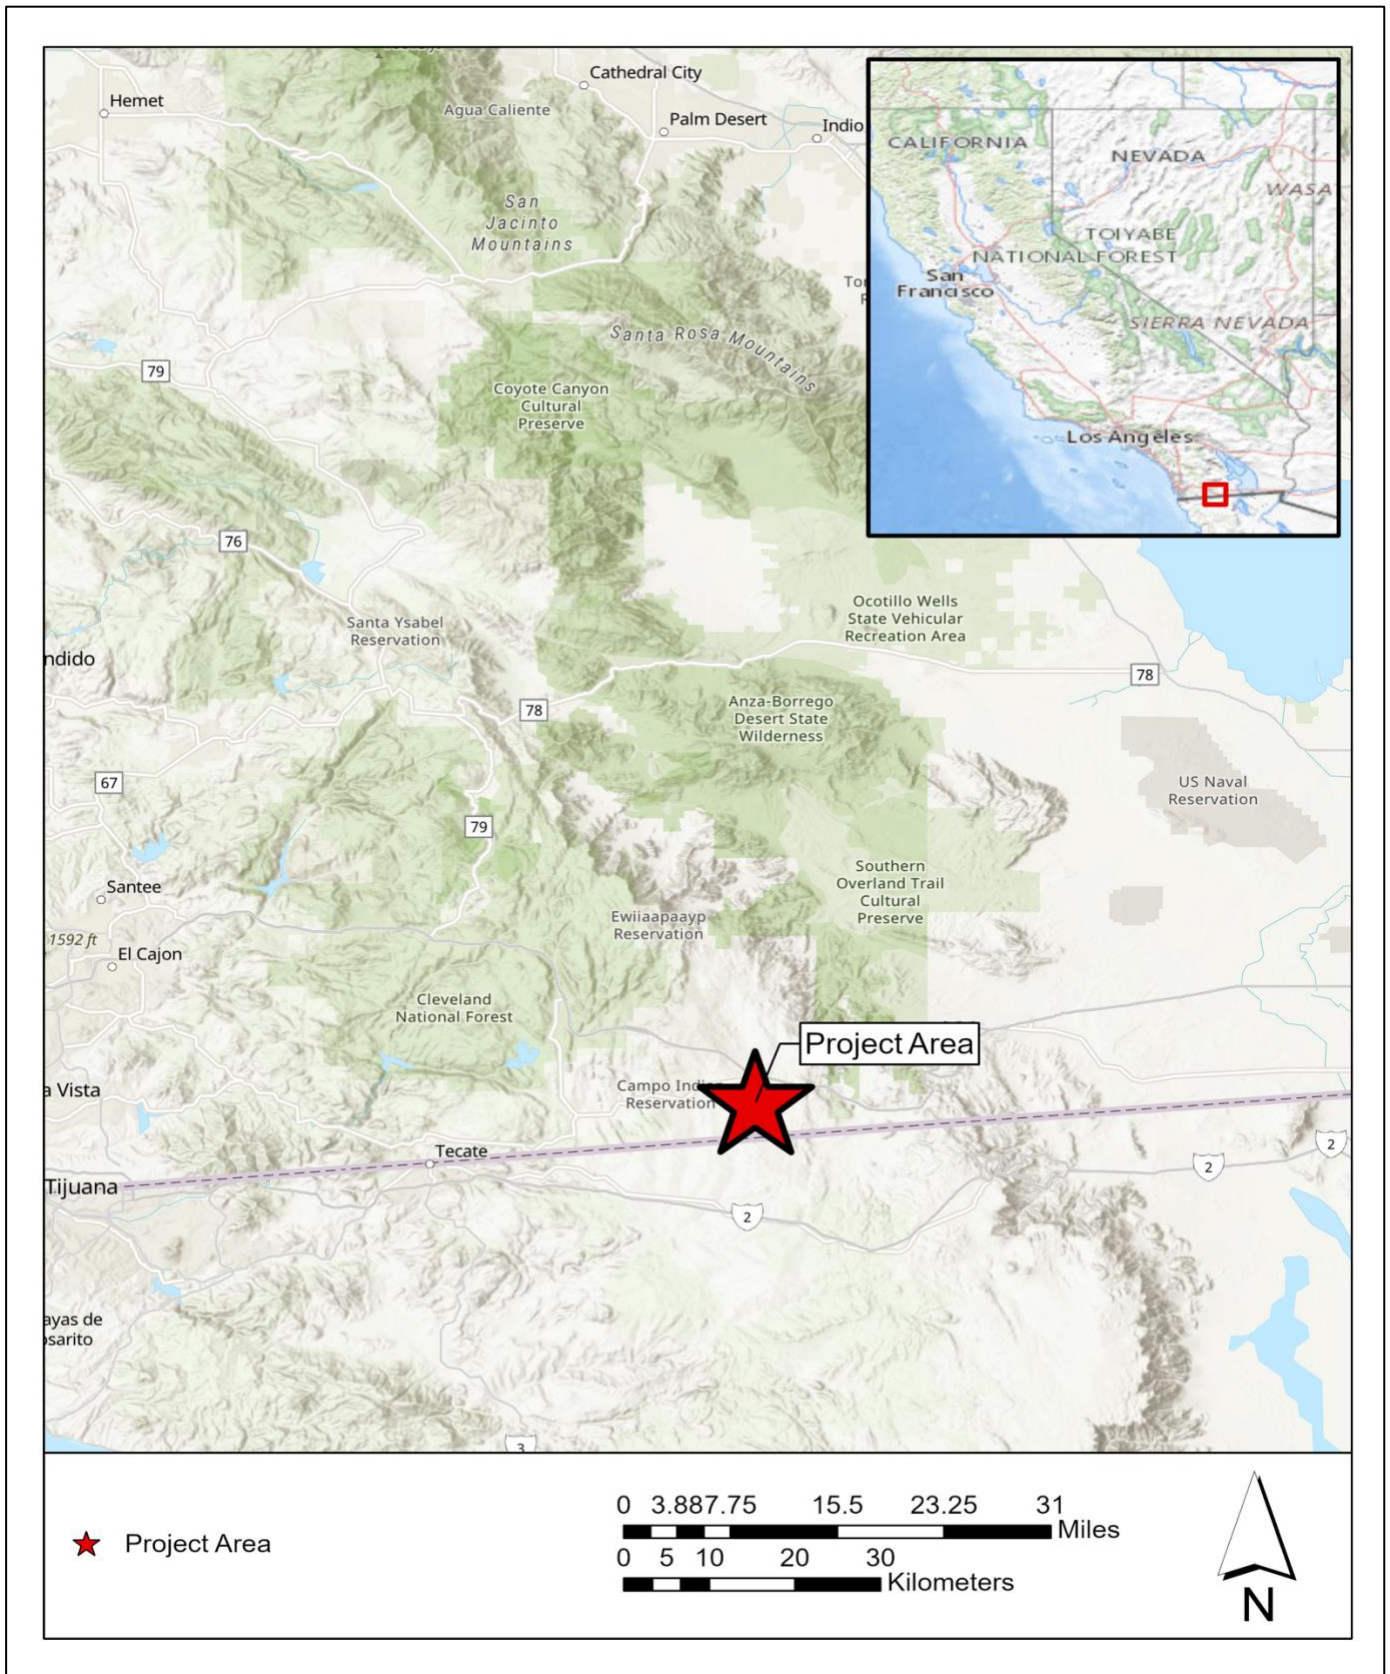 Hemet
Cathedral City
Agua Caliente
Palm Desert
Indio
San
Jacinto
Mountains
Santa Rosa Mountains
CALIFORNIA
NEVADA
WASA
TOIYABE
NATIONAL FOREST
San
Francisco
SIERRA NEVADA
Los Angeles
79
Coyote Canyon
Cultural
Preserve
76
Santa Ysabel
Reservation
Ocotillo Wells
State Vehicular
Recreation Area
ndido
78
78
Anza-Borrego
Desert State
Wilderness
67
US Naval
Reservation
79
Santee
Southern
Overland Trail
Cultural
Preserve
Ewiiaapaayp
Reservation
1592 ft
El Cajon
Cleveland
National Forest
Project Area
a Vista
Campo Indi
Reservation
Tecate
2
2
Tijuana
2
ayas de
osarito
3
Project Area
0 3.887.75 15.5 23.25 31
Miles
0 5 10 20 30
Kilometers
N